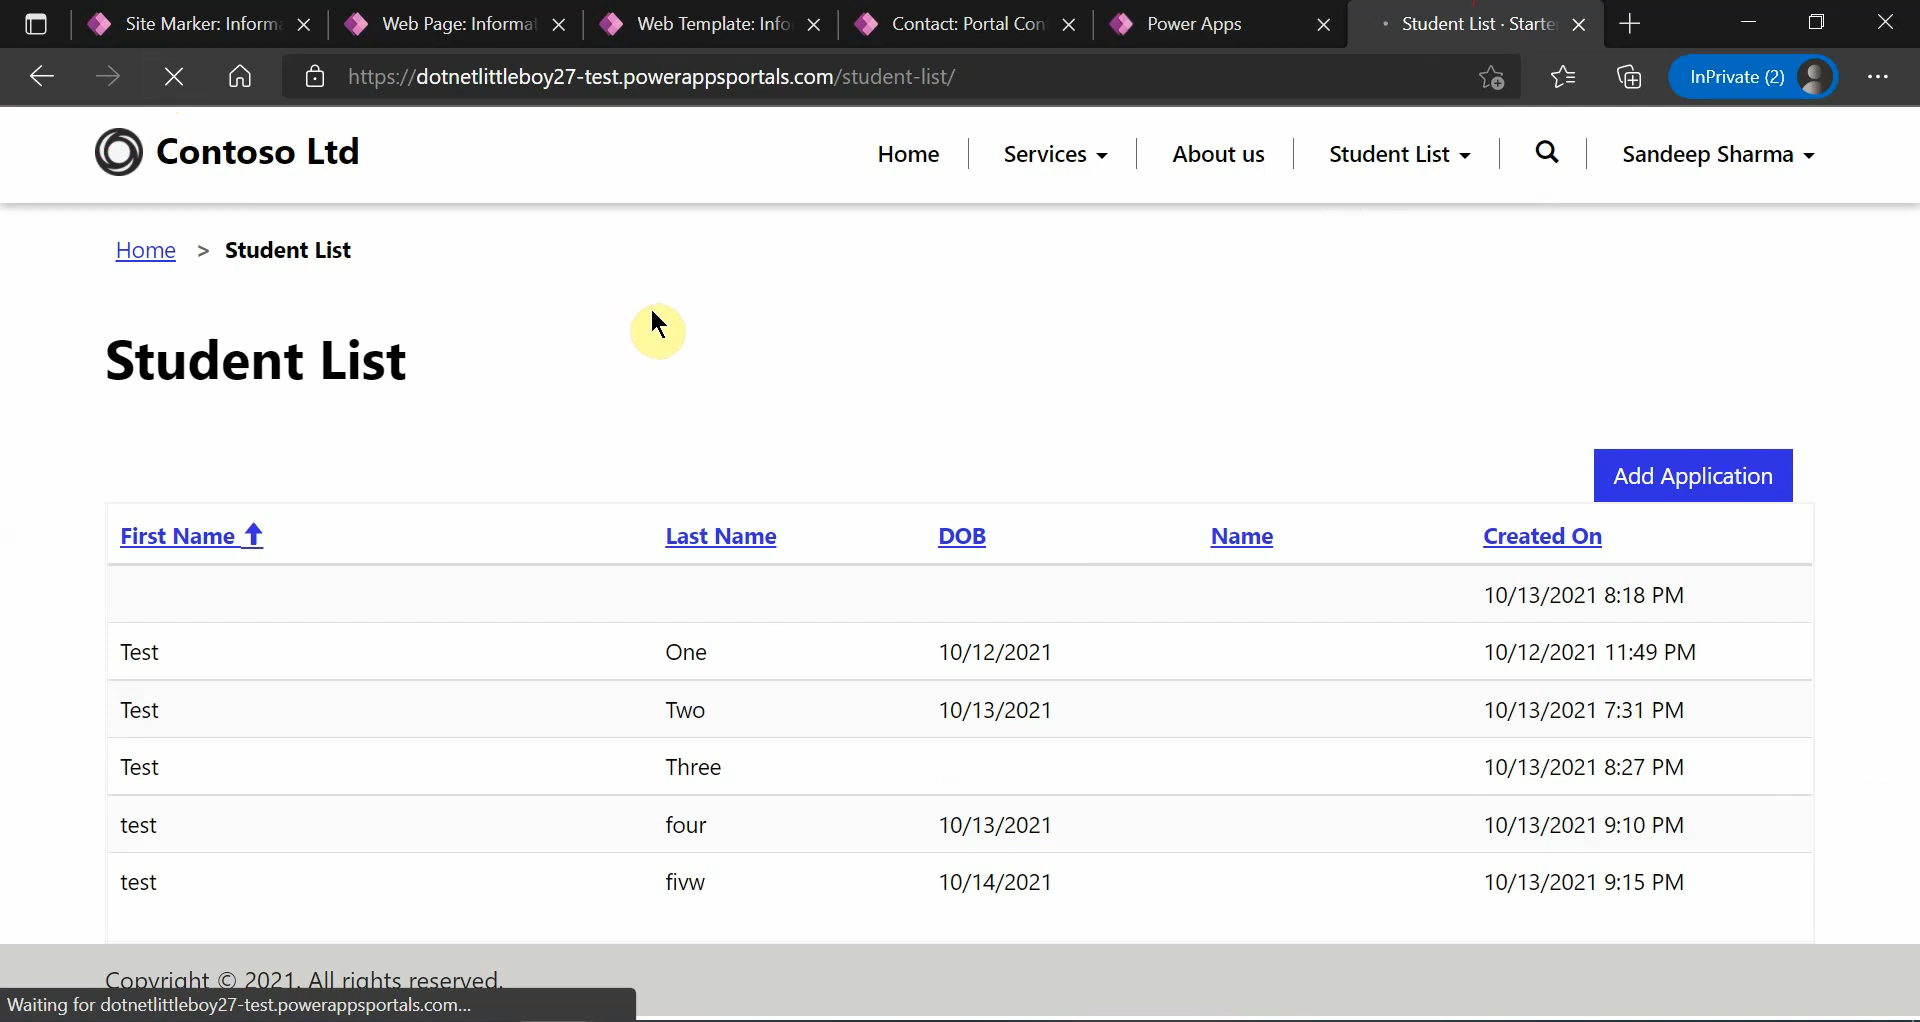 Site Marker: Inform
Web Page: Informat
Web Template: Info
Contact: Portal Con
Power Apps
Student List · Starte
https://dotnetlittleboy27-test.powerappsportals.com/student-list/
InPrivate (2)
Contoso Ltd
Home
Services
About us
Student List
Sandeep Sharma
Home > Student List
Student List
Add Application
First Name Last Name DOB Name Created On
10/13/2021 8:18 PM
Test One 10/12/2021 10/12/2021 11:49 PM
Test Two 10/13/2021 10/13/2021 7:31 PM
Test Three 10/13/2021 8:27 PM
test four 10/13/2021 10/13/2021 9:10 PM
test fivw 10/14/2021 10/13/2021 9:15 PM
Copyright © 2021. All rights reserved.
Waiting for dotnetlittleboy27-test.powerappsportals.com...